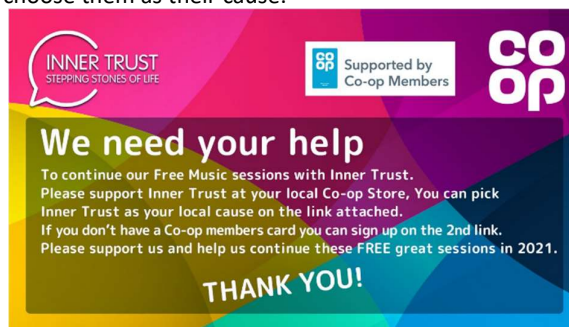 choose them as their cause.
INNER TRUST
STEPPING STONES OF LIFE
CO
OP
Supported by
Co-op Members
CO
OP
We need your help
To continue our Free Music sessions with Inner Trust.
Please support Inner Trust at your local Co-op Store, You can pick
Inner Trust as your local cause on the link attached.
If you don't have a Co-op members card you can sign up on the 2nd link.
Please support us and help us continue these FREE great sessions in 2021.
THANK YOU!